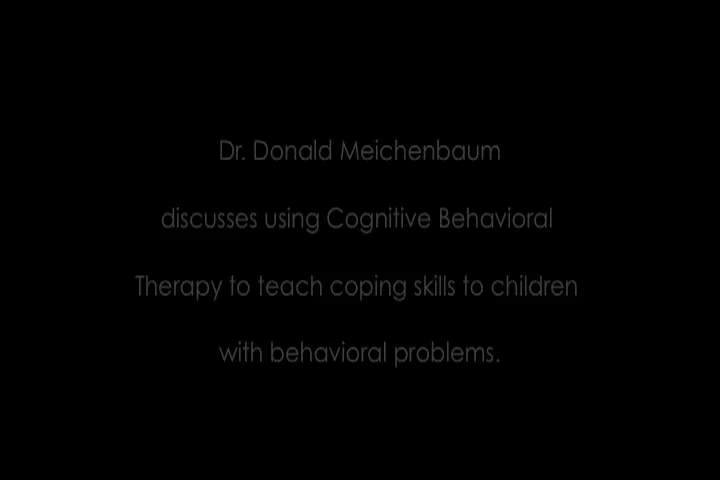 Dr. Donald Meichenbaum
discusses using Cognitive Behavioral
Therapy to teach coping skills to children
with behavioral problems.